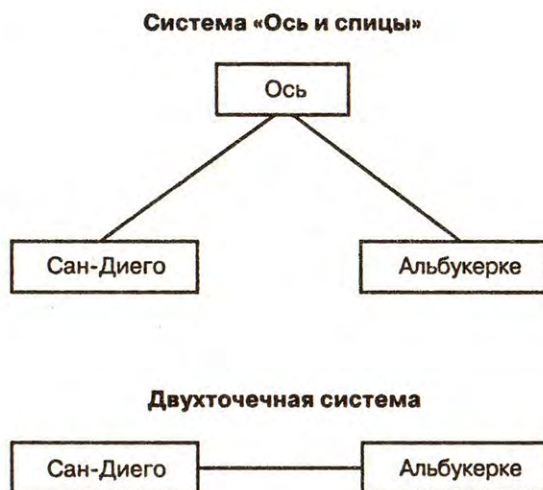 Система «Ось и спицы»
Ось
Сан-Диего
Альбукерке
Двухточечная система
Сан-Диего
Альбукерке